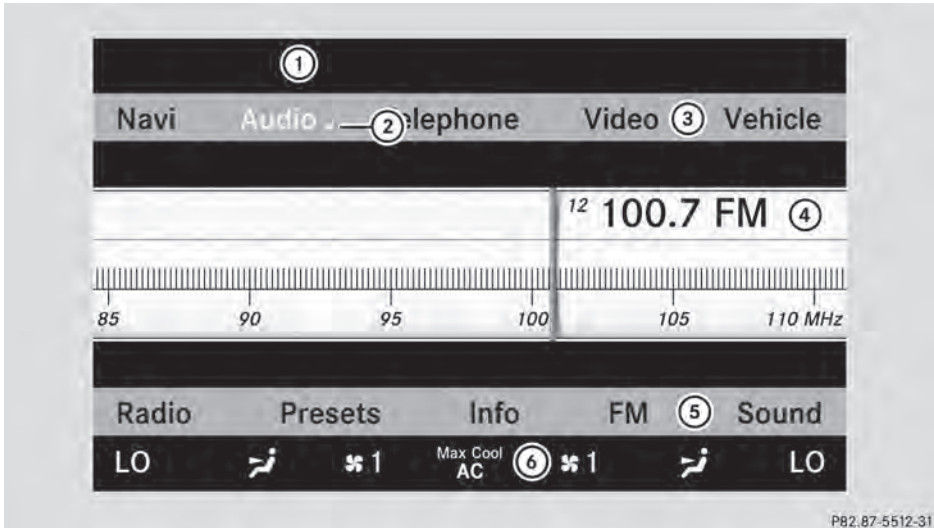 1
Navi Audio 2 elephone Video 3 Vehicle
12 100.7 FM 4
85 90 95 100 105 110 MHz
Radio Presets Info FM 5 Sound
LO 1 Max Cool AC 6 1 LO
P82.87-5512-31